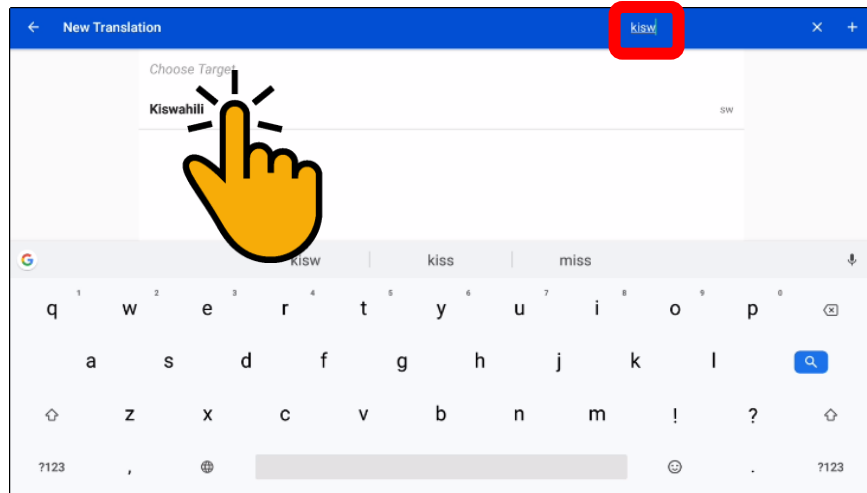 ← New Translation kisw × +
Choose Target
Kiswahili sw
G kisw kiss miss
1 2 3 4 5 6 7 8 9 0
q w e r t y u i o p
a s d f g h j k l
z x c v b n m ! ?
?123 , . ?123